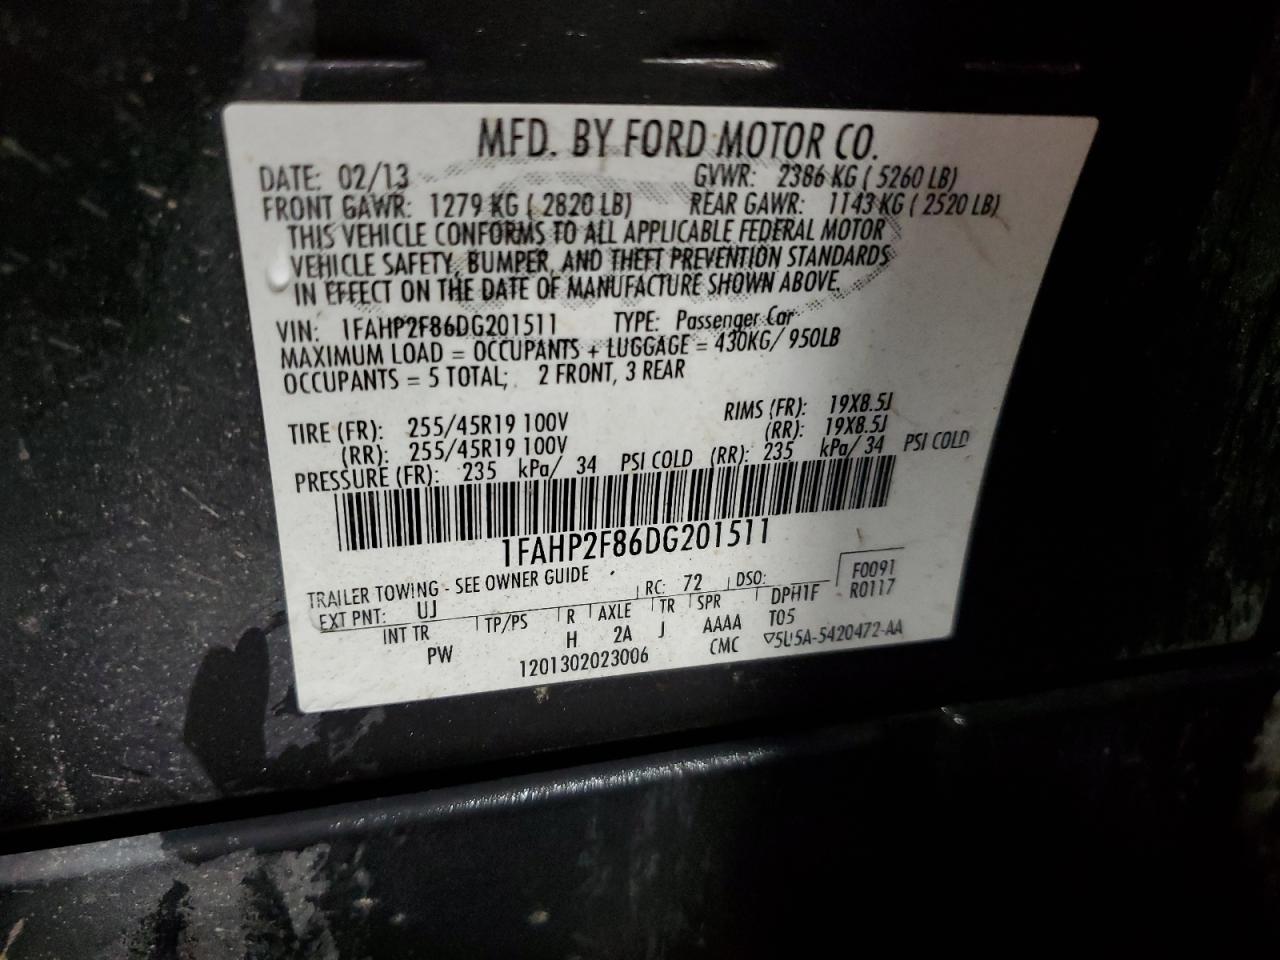 MFD. BY FORD MOTOR CO.
DATE: 02/13 GVWR: 2386 KG ( 5260 LB)
FRONT GAWR: 1279 KG ( 2820 LB) REAR GAWR: 1143 KG ( 2520 LB)
THIS VEHICLE CONFORMS TO ALL APPLICABLE FEDERAL MOTOR
VEHICLE SAFETY, BUMPER, AND THEFT PREVENTION STANDARDS
IN EFFECT ON THE DATE OF MANUFACTURE SHOWN ABOVE.
VIN: 1FAHP2F86DG201511 TYPE: Passenger Car
MAXIMUM LOAD = OCCUPANTS + LUGGAGE = 430KG/ 950LB
OCCUPANTS = 5 TOTAL; 2 FRONT, 3 REAR
TIRE (FR): 255/45R19 100V RIMS (FR): 19X8.5J
(RR): 255/45R19 100V (RR): 19X8.5J
PRESSURE (FR): 235 kPa/ 34 PSI COLD (RR): 235 kPa/ 34 PSI COLD
1FAHP2F86DG201511
TRAILER TOWING - SEE OWNER GUIDE
F0091
EXT PNT: UJ RC: 72 DSO: R0117
INT TR TP/PS R AXLE TR SPR DPH1F
PW H 2A J AAAA T05
1201302023006 CMC ▽5U5A-5420472-AA